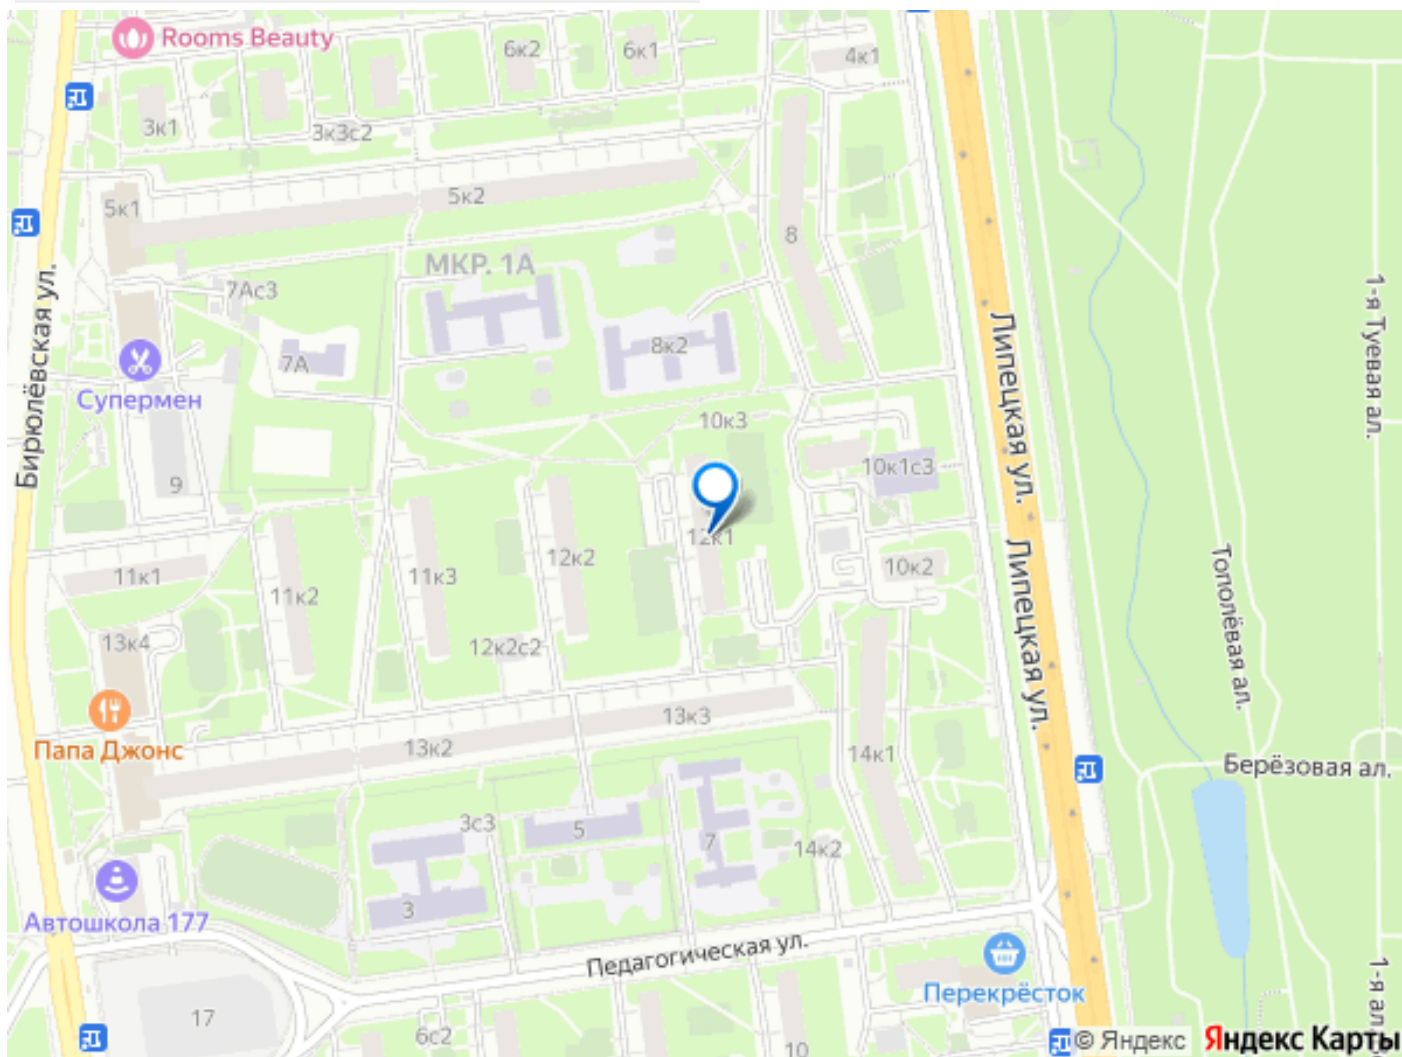 Rooms Beauty
6к2
6к1
4к1
3к1
3к3с2
5к1
5к2
8
МКР. 1А
7Ас3
7А
8к2
Супермен
Бирюлёвская ул.
Липецкая ул.
1-я Туевая ал.
10к3
10к1с3
9
12к1
11к1
11к2
11к3
12к2
10к2
Липецкая ул.
Тополёвая ал.
13к4
12к2с2
Папа Джонс
13к3
13к2
14к1
Берёзовая ал.
3с3
5
7
14к2
3
Автошкола 177
Педагогическая ул.
Перекрёсток
17
6с2
10
1-я ал.
© Яндекс Яндекс Карты